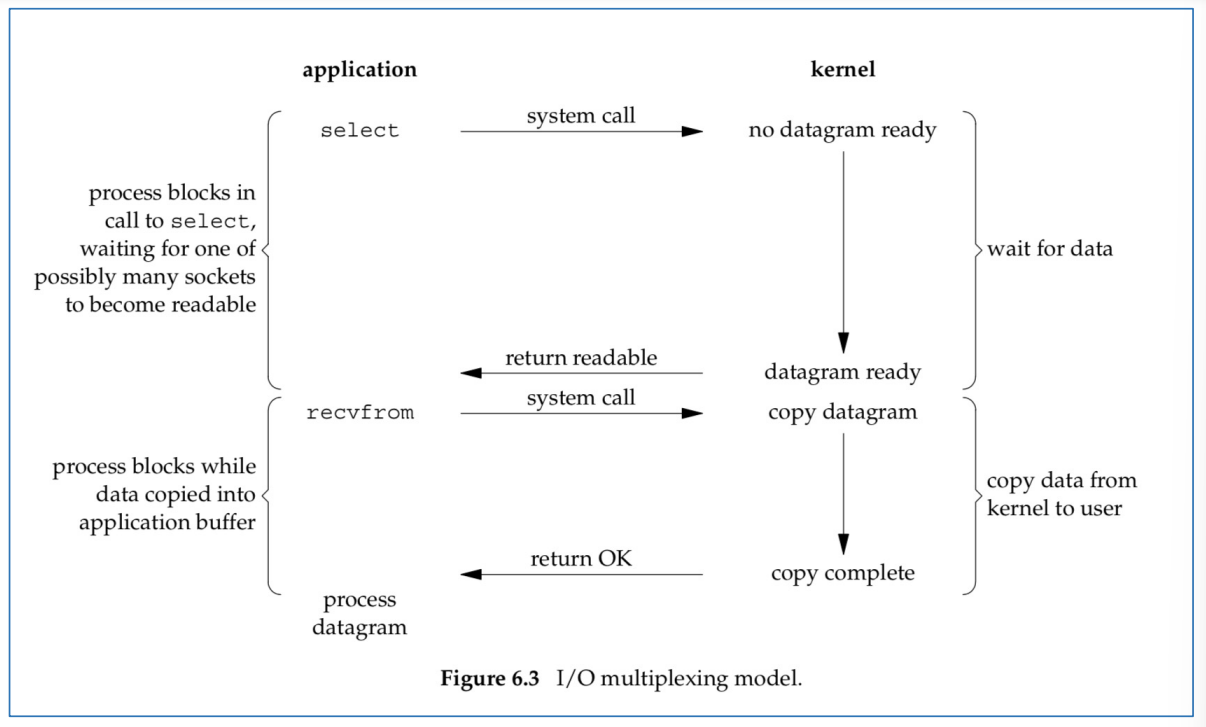 application
kernel
select
system call
no datagram ready
process blocks in
call to select,
waiting for one of
possibly many sockets
to become readable
wait for data
return readable
datagram ready
recvfrom
system call
copy datagram
process blocks while
data copied into
application buffer
copy data from
kernel to user
return OK
copy complete
process
datagram
Figure 6.3 I/O multiplexing model.